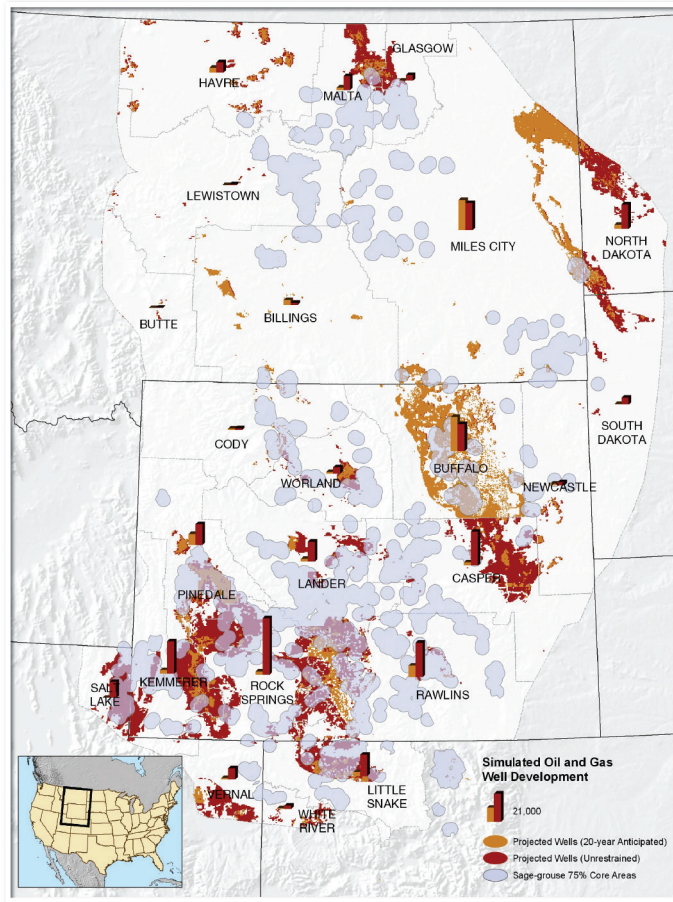 GLASGOW
HAVRE
MALTA
LEWISTOWN
MILES CITY
NORTH
DAKOTA
BUTTE
BILLINGS
SOUTH
DAKOTA
CODY
BUFFALO
WORLAND
NEWCASTLE
LANDER
CASPER
PINEDALE
KEMMERER
ROCK
SPRINGS
RAWLINS
SALT
LAKE
VERNAL
LITTLE
SNAKE
WHITE
RIVER
Simulated Oil and Gas
Well Development
21,000
Projected Wells (20-year Anticipated)
Projected Wells (Unrestrained)
Sage-grouse 75% Core Areas